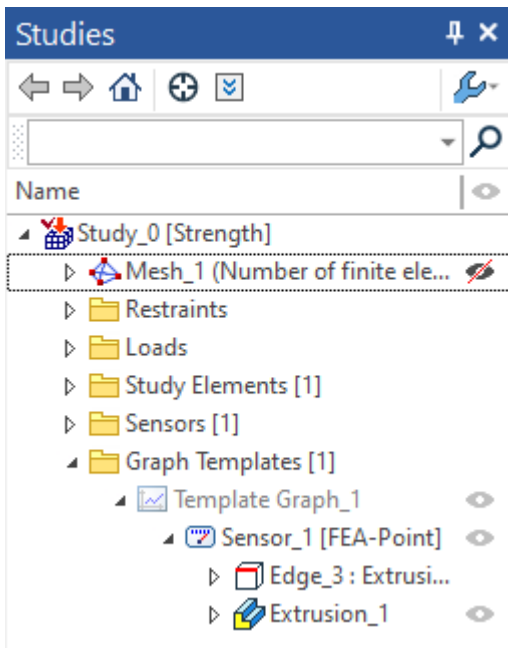 Studies
Name
Study_0 [Strength]
Mesh_1 (Number of finite ele...
Restraints
Loads
Study Elements [1]
Sensors [1]
Graph Templates [1]
Template Graph_1
Sensor_1 [FEA-Point]
Edge_3 : Extrusi...
Extrusion_1